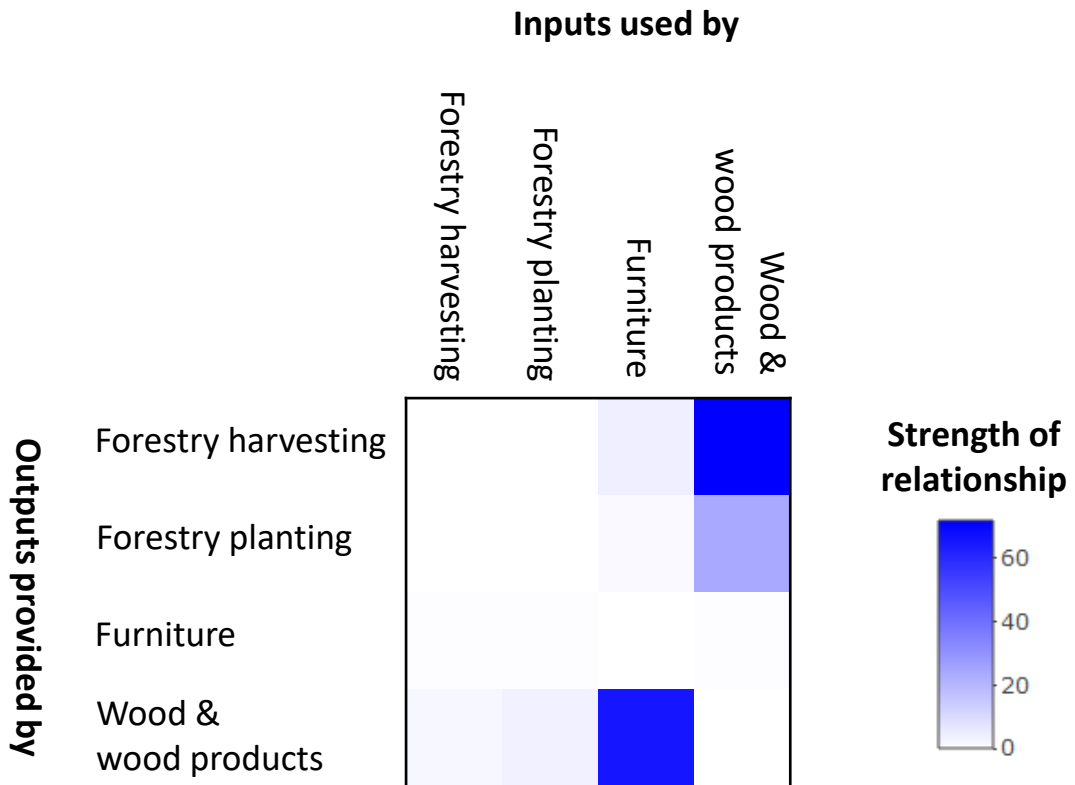 Inputs used by
Forestry harvesting
Forestry planting
Furniture
Wood &
wood products
Outputs provided by
Forestry harvesting
Forestry planting
Furniture
Wood &
wood products
Strength of
relationship
60
40
20
0